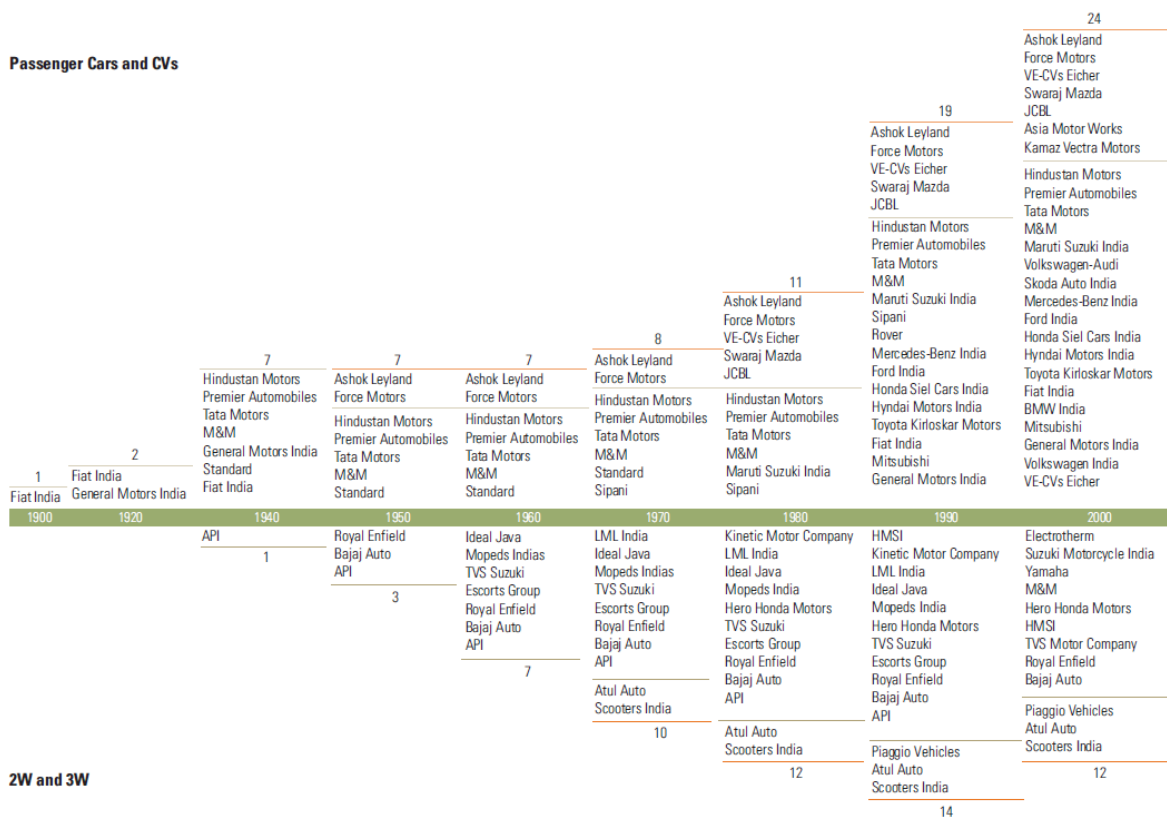 Passenger Cars and CVs
1
Fiat India
2
Fiat India
General Motors India
7
Hindustan Motors
Premier Automobiles
Tata Motors
M&M
General Motors India
Standard
Fiat India
7
Ashok Leyland
Force Motors
Hindustan Motors
Premier Automobiles
Tata Motors
M&M
Standard
7
Ashok Leyland
Force Motors
Hindustan Motors
Premier Automobiles
Tata Motors
M&M
Standard
8
Ashok Leyland
Force Motors
Hindustan Motors
Premier Automobiles
Tata Motors
M&M
Standard
Sipani
11
Ashok Leyland
Force Motors
VE-CVs Eicher
Swaraj Mazda
JCBL
Hindustan Motors
Premier Automobiles
Tata Motors
M&M
Maruti Suzuki India
Sipani
19
Ashok Leyland
Force Motors
VE-CVs Eicher
Swaraj Mazda
JCBL
Hindustan Motors
Premier Automobiles
Tata Motors
M&M
Maruti Suzuki India
Sipani
Rover
Mercedes-Benz India
Ford India
Honda Siel Cars India
Hyndai Motors India
Toyota Kirloskar Motors
Fiat India
Mitsubishi
General Motors India
24
Ashok Leyland
Force Motors
VE-CVs Eicher
Swaraj Mazda
JCBL
Asia Motor Works
Kamaz Vectra Motors
Hindustan Motors
Premier Automobiles
Tata Motors
M&M
Maruti Suzuki India
Volkswagen-Audi
Skoda Auto India
Mercedes-Benz India
Ford India
Honda Siel Cars India
Hyndai Motors India
Toyota Kirloskar Motors
Fiat India
BMW India
Mitsubishi
General Motors India
Volkswagen India
VE-CVs Eicher
1900 1920 1940 1950 1960 1970 1980 1990 2000
API
1
Royal Enfield
Bajaj Auto
API
3
Ideal Java
Mopeds Indias
TVS Suzuki
Escorts Group
Royal Enfield
Bajaj Auto
API
7
LML India
Ideal Java
Mopeds Indias
TVS Suzuki
Escorts Group
Royal Enfield
Bajaj Auto
API
Atul Auto
Scooters India
10
Kinetic Motor Company
LML India
Ideal Java
Mopeds India
Hero Honda Motors
TVS Suzuki
Escorts Group
Royal Enfield
Bajaj Auto
API
Atul Auto
Scooters India
12
HMSI
Kinetic Motor Company
LML India
Ideal Java
Mopeds India
Hero Honda Motors
TVS Suzuki
Escorts Group
Royal Enfield
Bajaj Auto
API
Piaggio Vehicles
Atul Auto
Scooters India
14
Electrotherm
Suzuki Motorcycle India
Yamaha
M&M
Hero Honda Motors
HMSI
TVS Motor Company
Royal Enfield
Bajaj Auto
Piaggio Vehicles
Atul Auto
Scooters India
12
2W and 3W